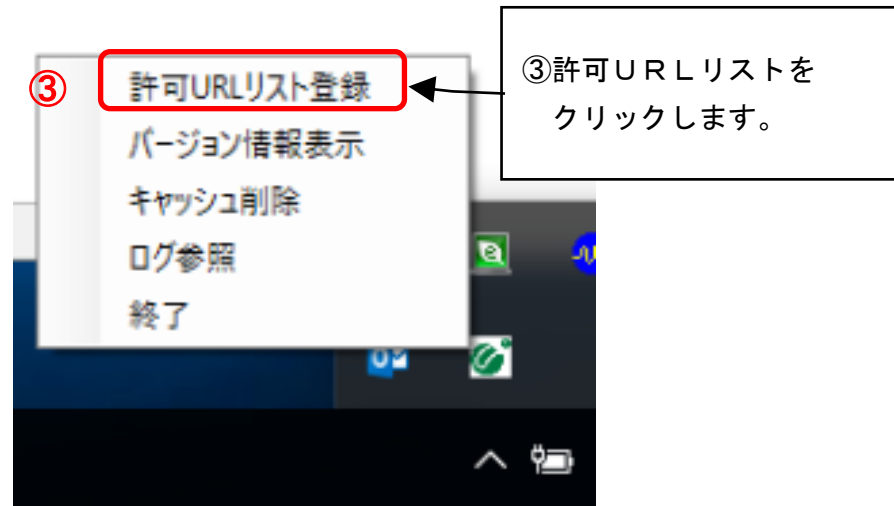 ③
許可URLリスト登録
バージョン情報表示
キャッシュ削除
ログ参照
終了
③許可ＵＲＬリストを
クリックします。